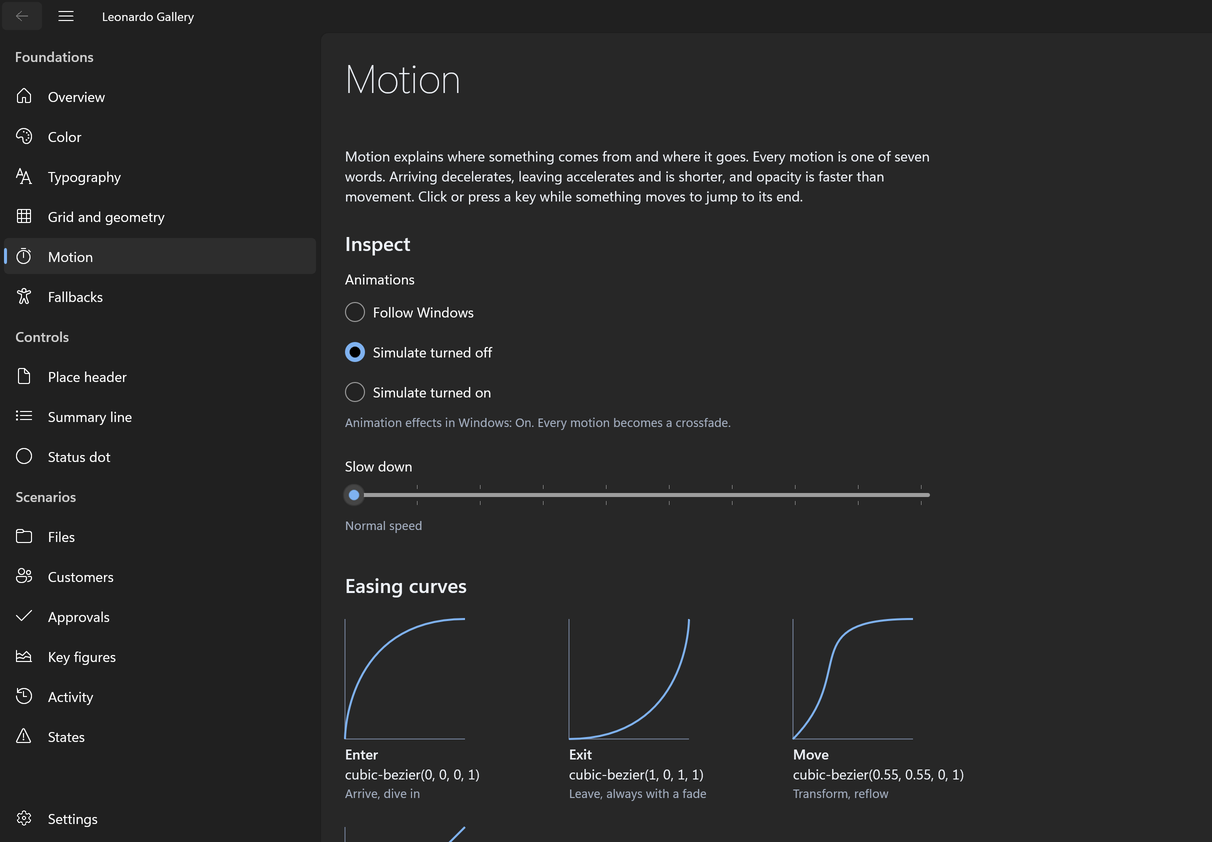 Leonardo Gallery
Foundations
Overview
Color
Typography
Grid and geometry
Motion
Fallbacks
Controls
Place header
Summary line
Status dot
Scenarios
Files
Customers
Approvals
Key figures
Activity
States
Settings
Motion
Motion explains where something comes from and where it goes. Every motion is one of seven
words. Arriving decelerates, leaving accelerates and is shorter, and opacity is faster than
movement. Click or press a key while something moves to jump to its end.
Inspect
Animations
Follow Windows
Simulate turned off
Simulate turned on
Animation effects in Windows: On. Every motion becomes a crossfade.
Slow down
Normal speed
Easing curves
Enter
cubic-bezier(0, 0, 0, 1)
Arrive, dive in
Exit
cubic-bezier(1, 0, 1, 1)
Leave, always with a fade
Move
cubic-bezier(0.55, 0.55, 0, 1)
Transform, reflow